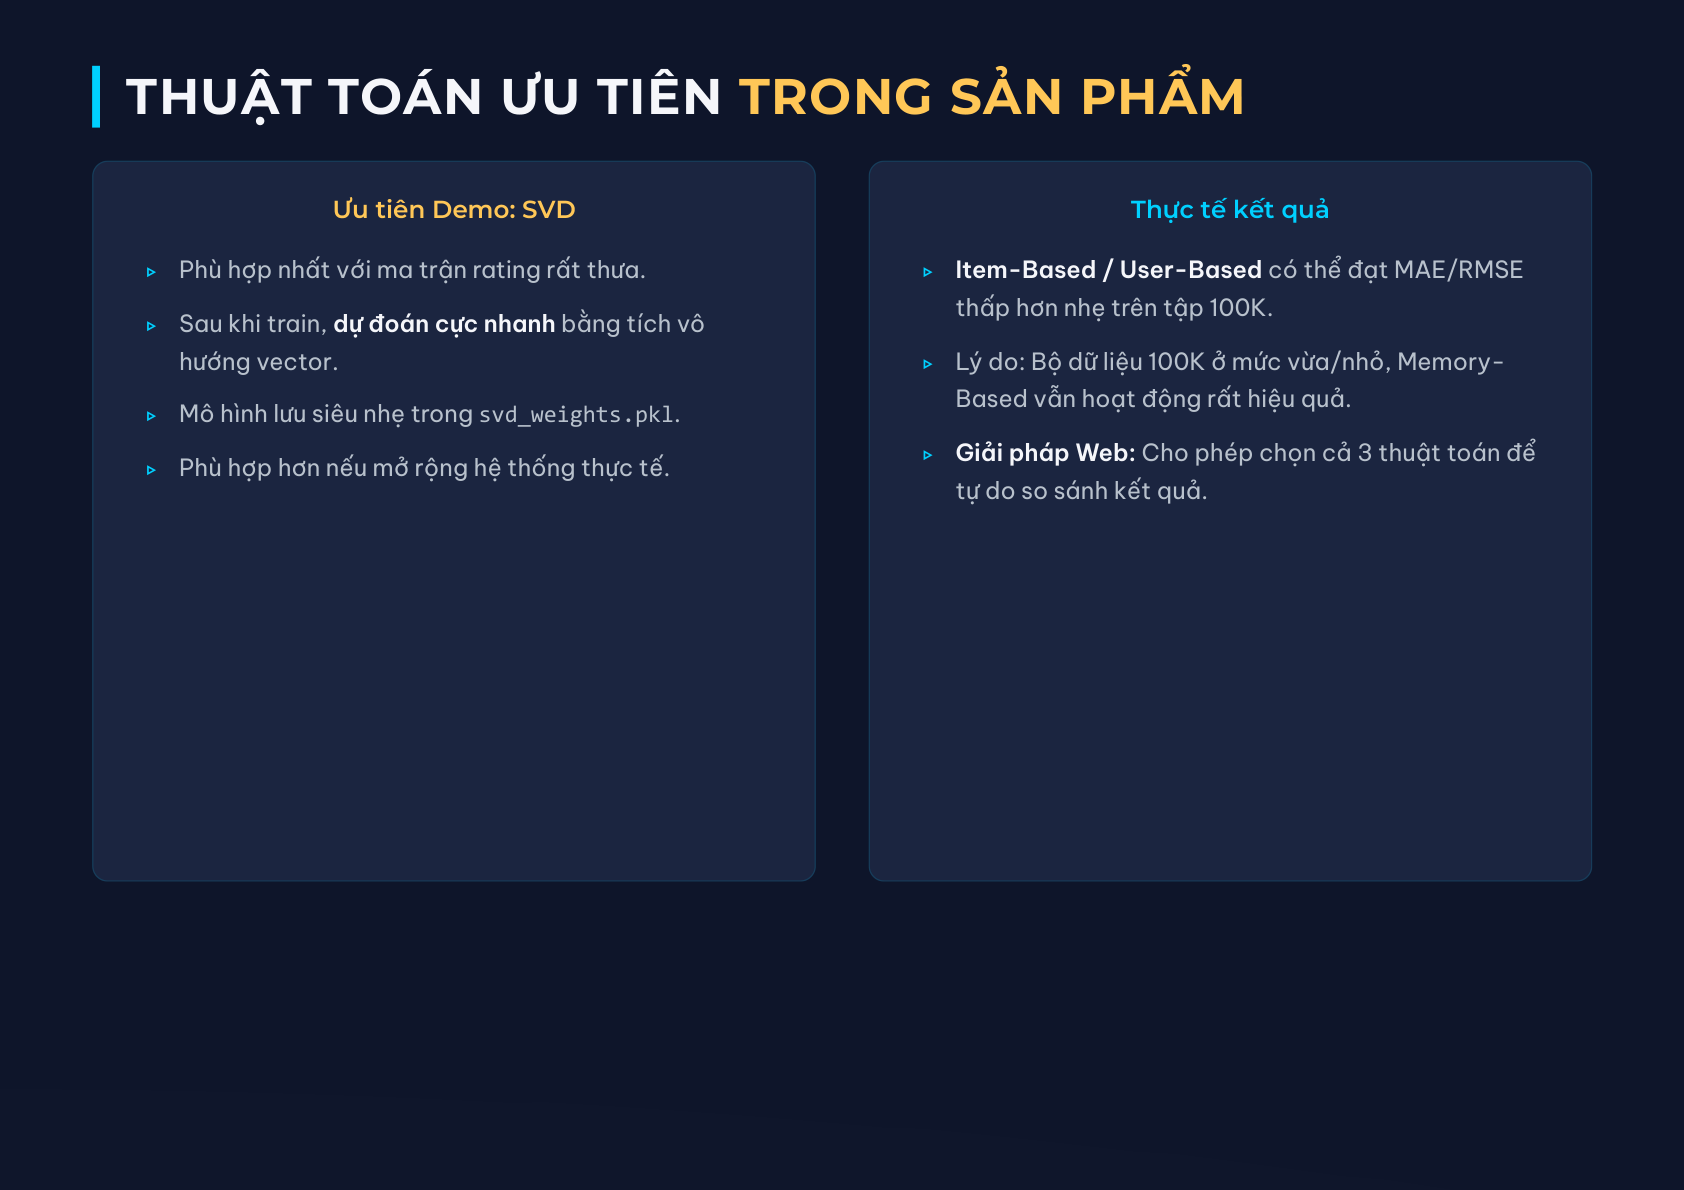 THUẬT TOÁN ƯU TIÊN TRONG SẢN PHẨM
Ưu tiên Demo: SVD
▹ Phù hợp nhất với ma trận rating rất thưa.
▹ Sau khi train, dự đoán cực nhanh bằng tích vô
hướng vector.
▹ Mô hình lưu siêu nhẹ trong svd_weights.pkl.
▹ Phù hợp hơn nếu mở rộng hệ thống thực tế.
Thực tế kết quả
▹ Item-Based / User-Based có thể đạt MAE/RMSE
thấp hơn nhẹ trên tập 100K.
▹ Lý do: Bộ dữ liệu 100K ở mức vừa/nhỏ, Memory-
Based vẫn hoạt động rất hiệu quả.
▹ Giải pháp Web: Cho phép chọn cả 3 thuật toán để
tự do so sánh kết quả.